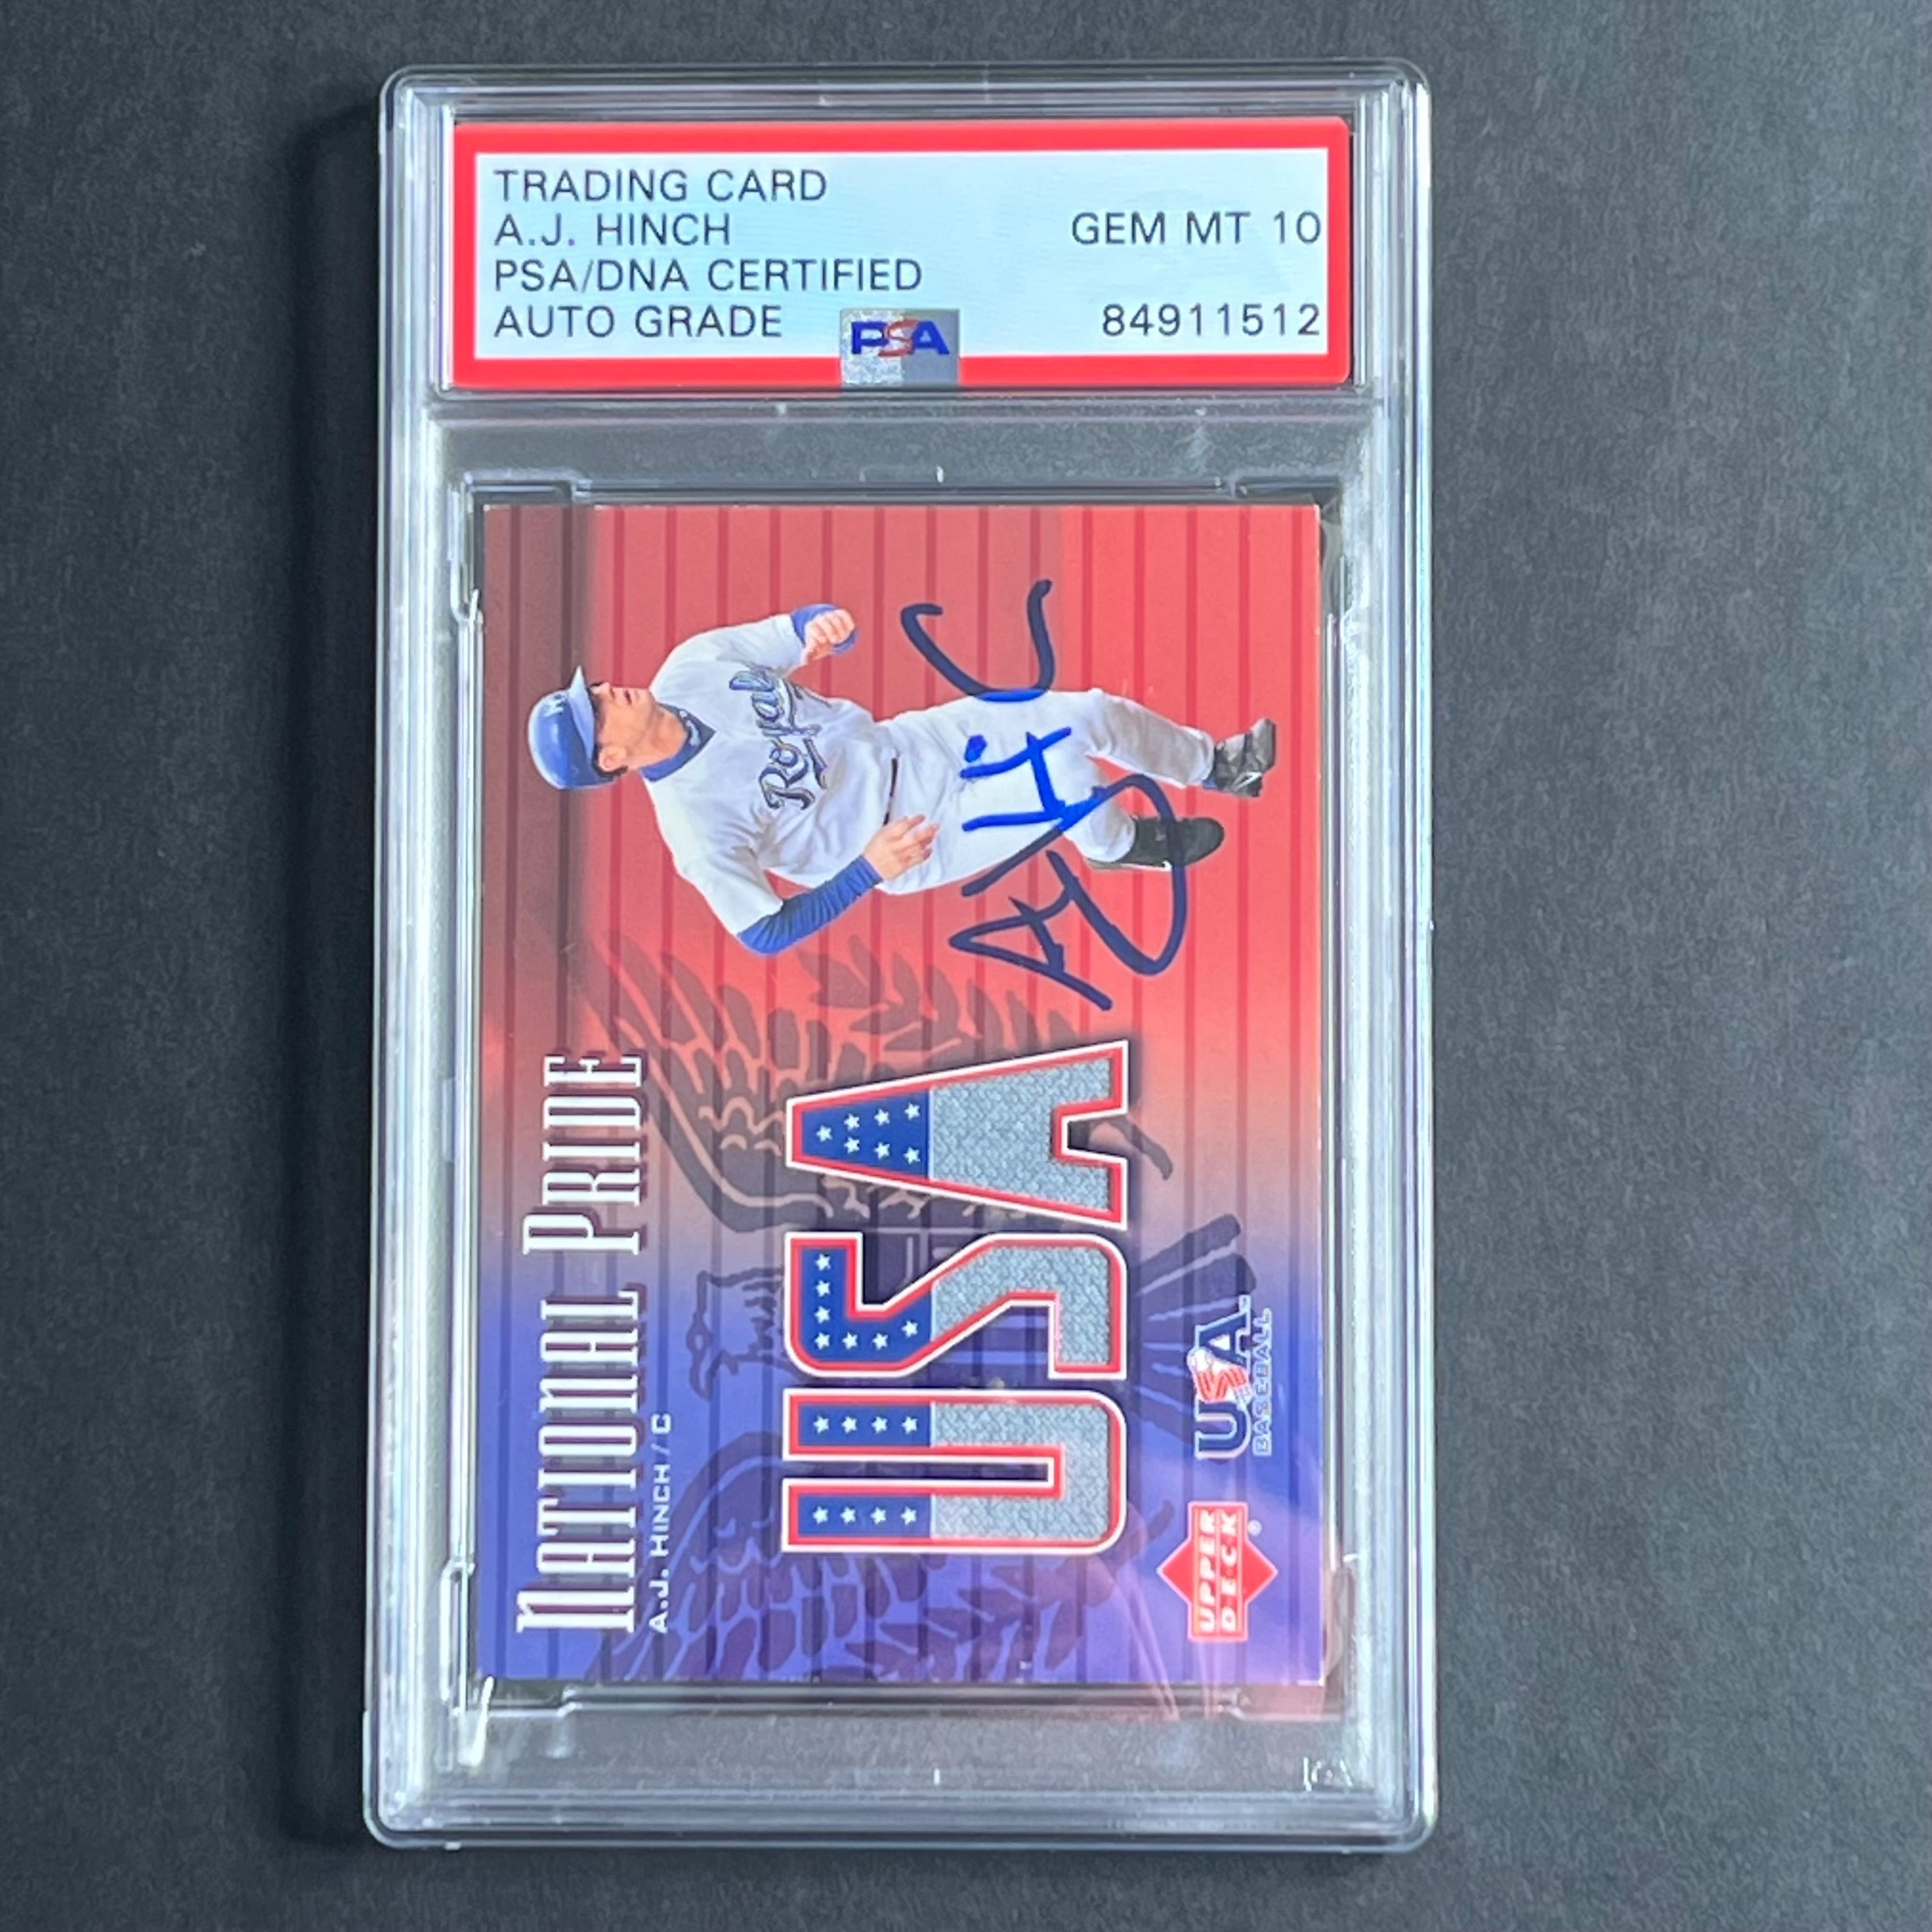 TRADING CARD
A.J. HINCH
GEM MT 10
PSA/DNA CERTIFIED
AUTO GRADE
84911512
PSA
NATIONAL PRIDE
A.J. HINCH / C
Royals
USA
USA
BASEBALL
UPPER
DECK